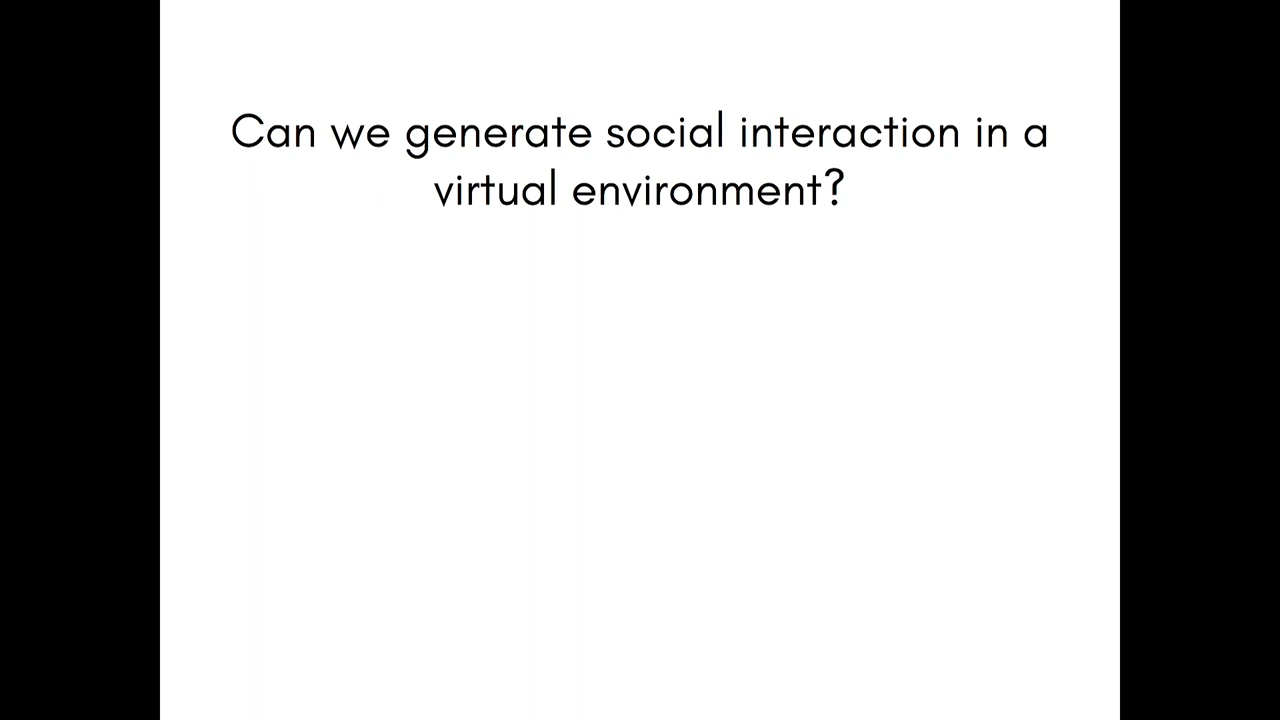 Can we generate social interaction in a
virtual environment?